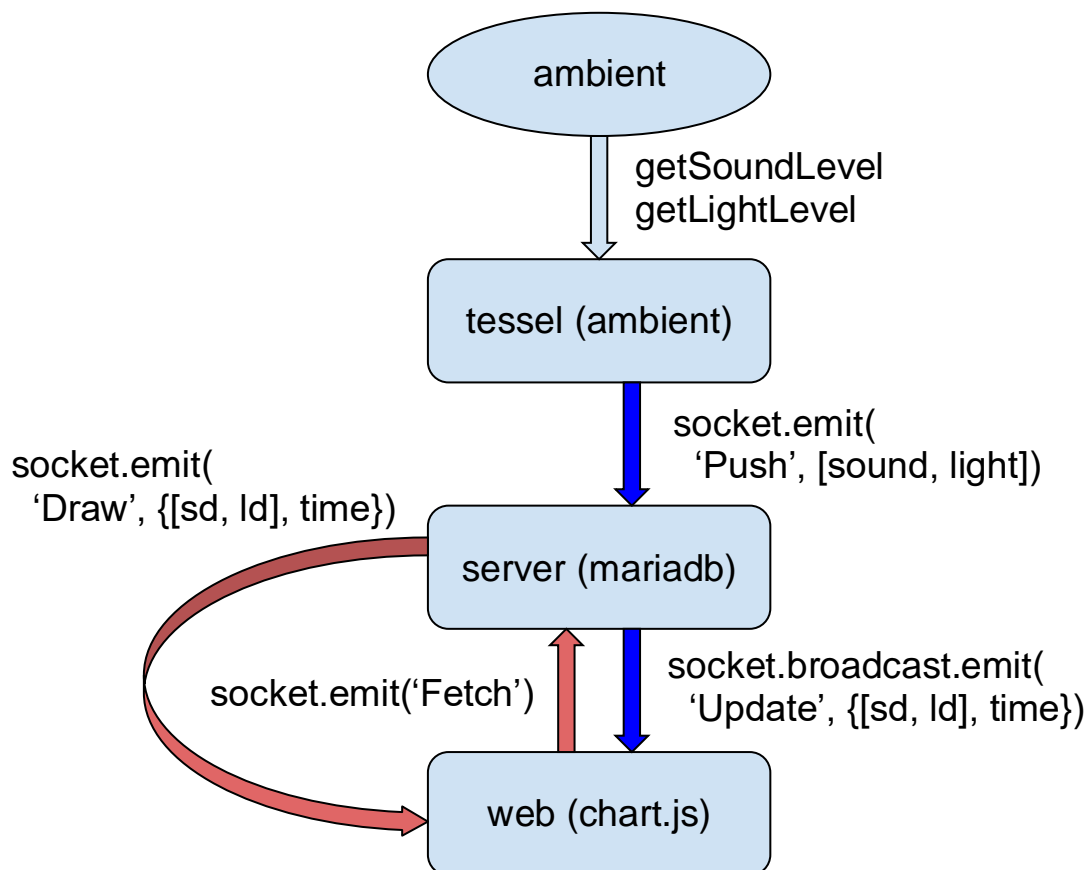 ambient
getSoundLevel
getLightLevel
tessel (ambient)
socket.emit(
‘Push’, [sound, light])
socket.emit(
‘Draw’, {[sd, ld], time})
server (mariadb)
socket.emit(‘Fetch’)
socket.broadcast.emit(
‘Update’, {[sd, ld], time})
web (chart.js)